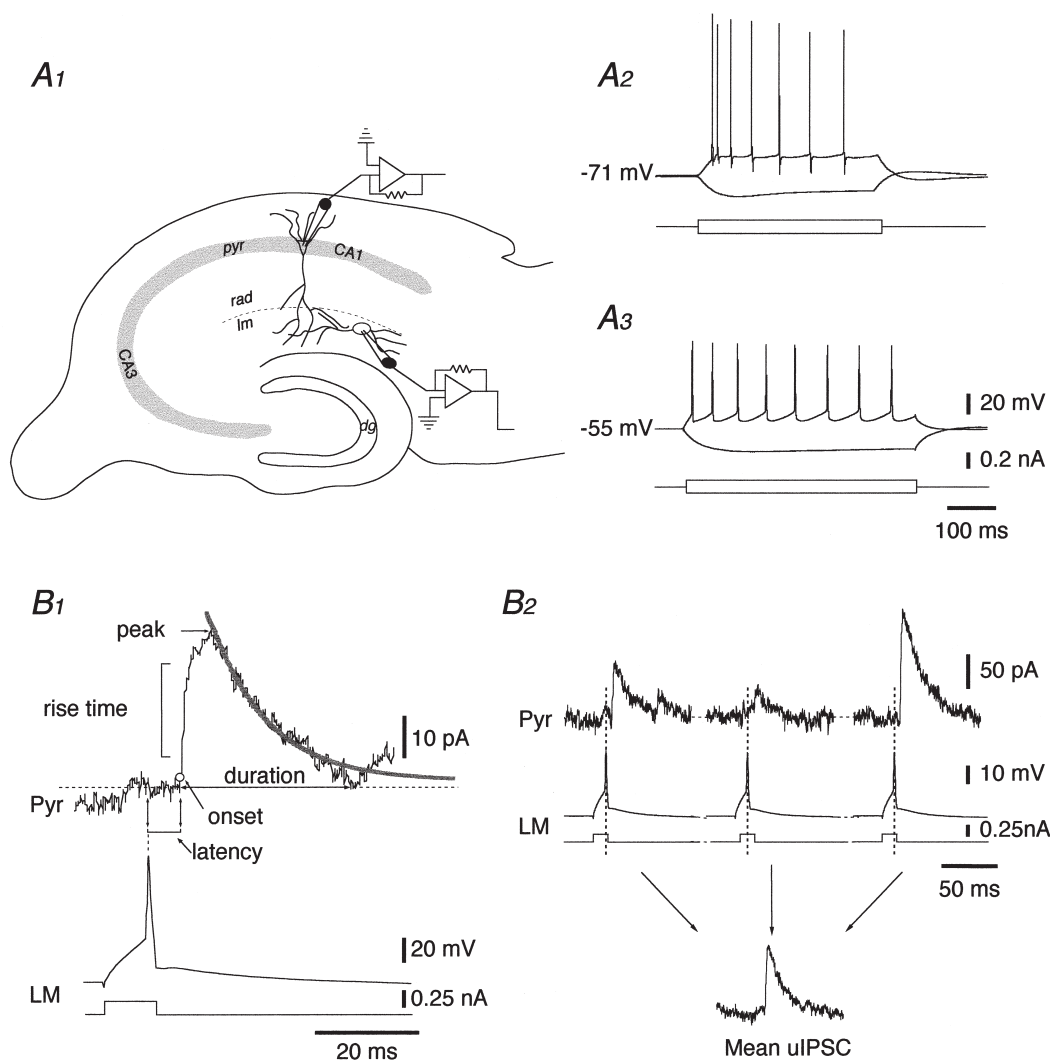 A1
pyr
CA1
rad
lm
CA3
dg
A2
-71 mV
A3
-55 mV
20 mV
0.2 nA
100 ms
B1
peak
rise time
10 pA
duration
Pyr
onset
latency
20 mV
LM
0.25 nA
20 ms
B2
50 pA
Pyr
10 mV
LM
0.25nA
50 ms
Mean uIPSC